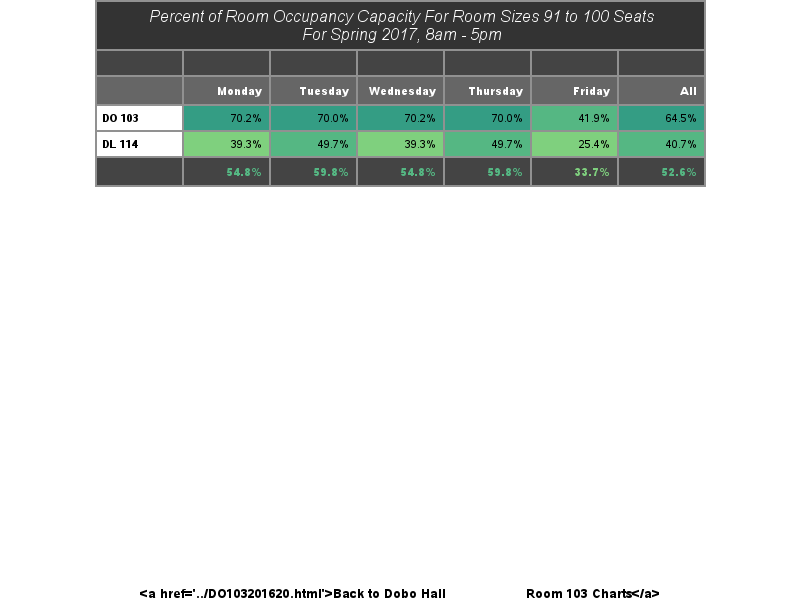 Percent of Room Occupancy Capacity For Room Sizes 91 to 100 Seats
For Spring 2017, 8am - 5pm
Monday Tuesday Wednesday Thursday Friday All
DO 103 70.2% 70.0% 70.2% 70.0% 41.9% 64.5%
DL 114 39.3% 49.7% 39.3% 49.7% 25.4% 40.7%
54.8% 59.8% 54.8% 59.8% 33.7% 52.6%
<a href='../DO103201620.html'>Back to Dobo Hall Room 103 Charts</a>